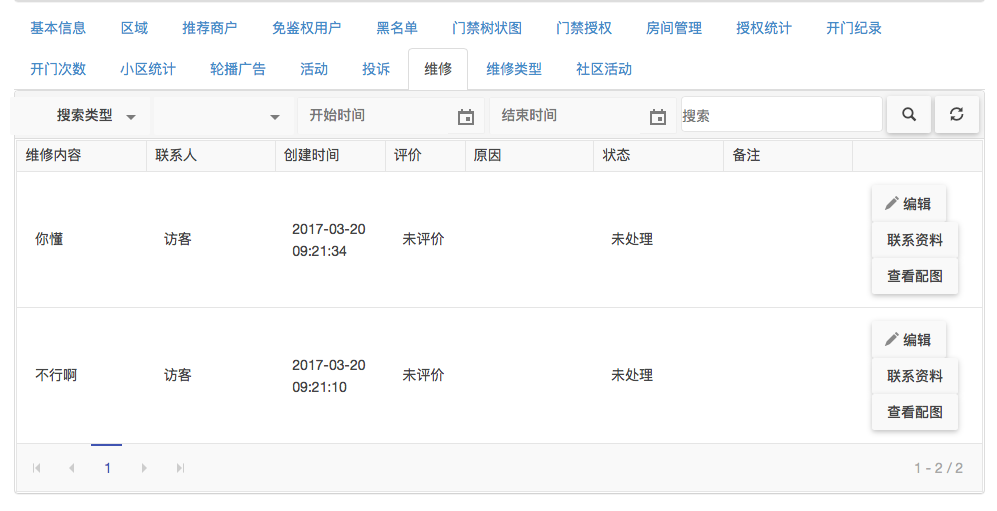 基本信息 区域 推荐商户 免鉴权用户 黑名单 门禁树状图 门禁授权 房间管理 授权统计 开门纪录
开门次数 小区统计 轮播广告 活动 投诉 维修 维修类型 社区活动
搜索类型 开始时间 结束时间 搜索
维修内容 联系人 创建时间 评价 原因 状态 备注
你懂 访客 2017-03-20 09:21:34 未评价 未处理
编辑
联系资料
查看配图
不行啊 访客 2017-03-20 09:21:10 未评价 未处理
编辑
联系资料
查看配图
1 1 - 2 / 2